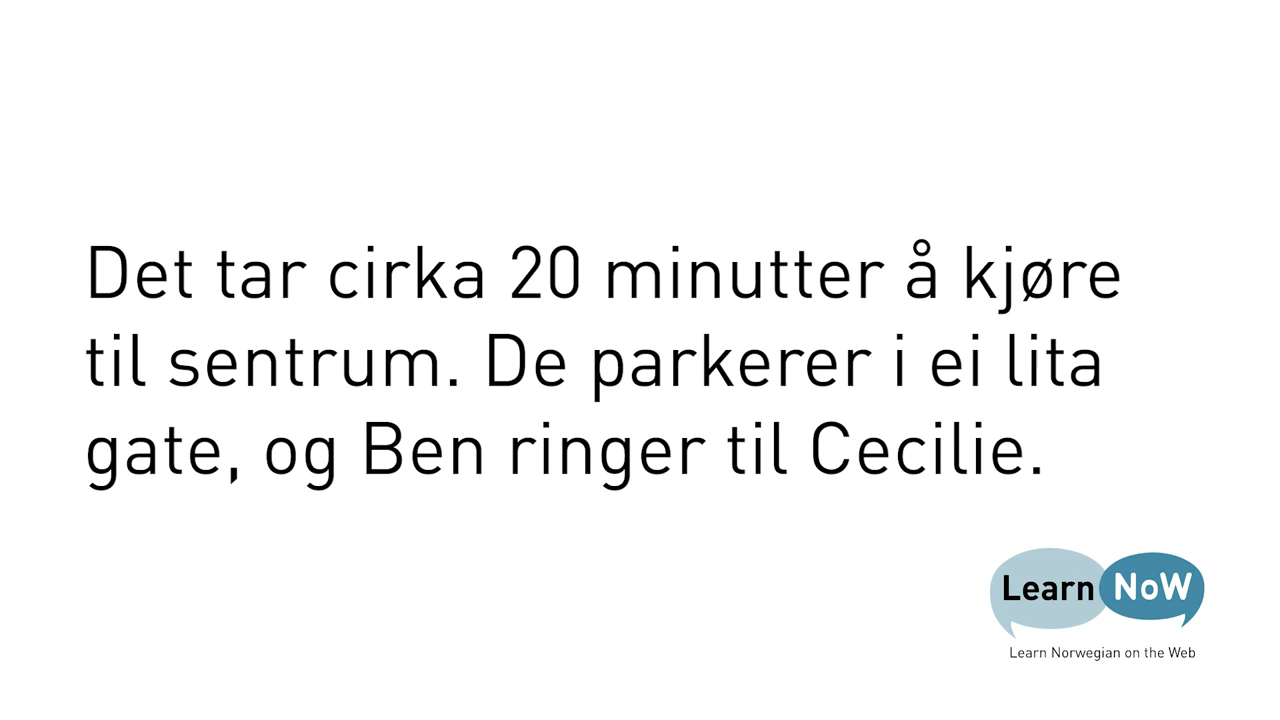 Det tar cirka 20 minutter å kjøre
til sentrum. De parkerer i ei lita
gate, og Ben ringer til Cecilie.
Learn NoW
Learn Norwegian on the Web